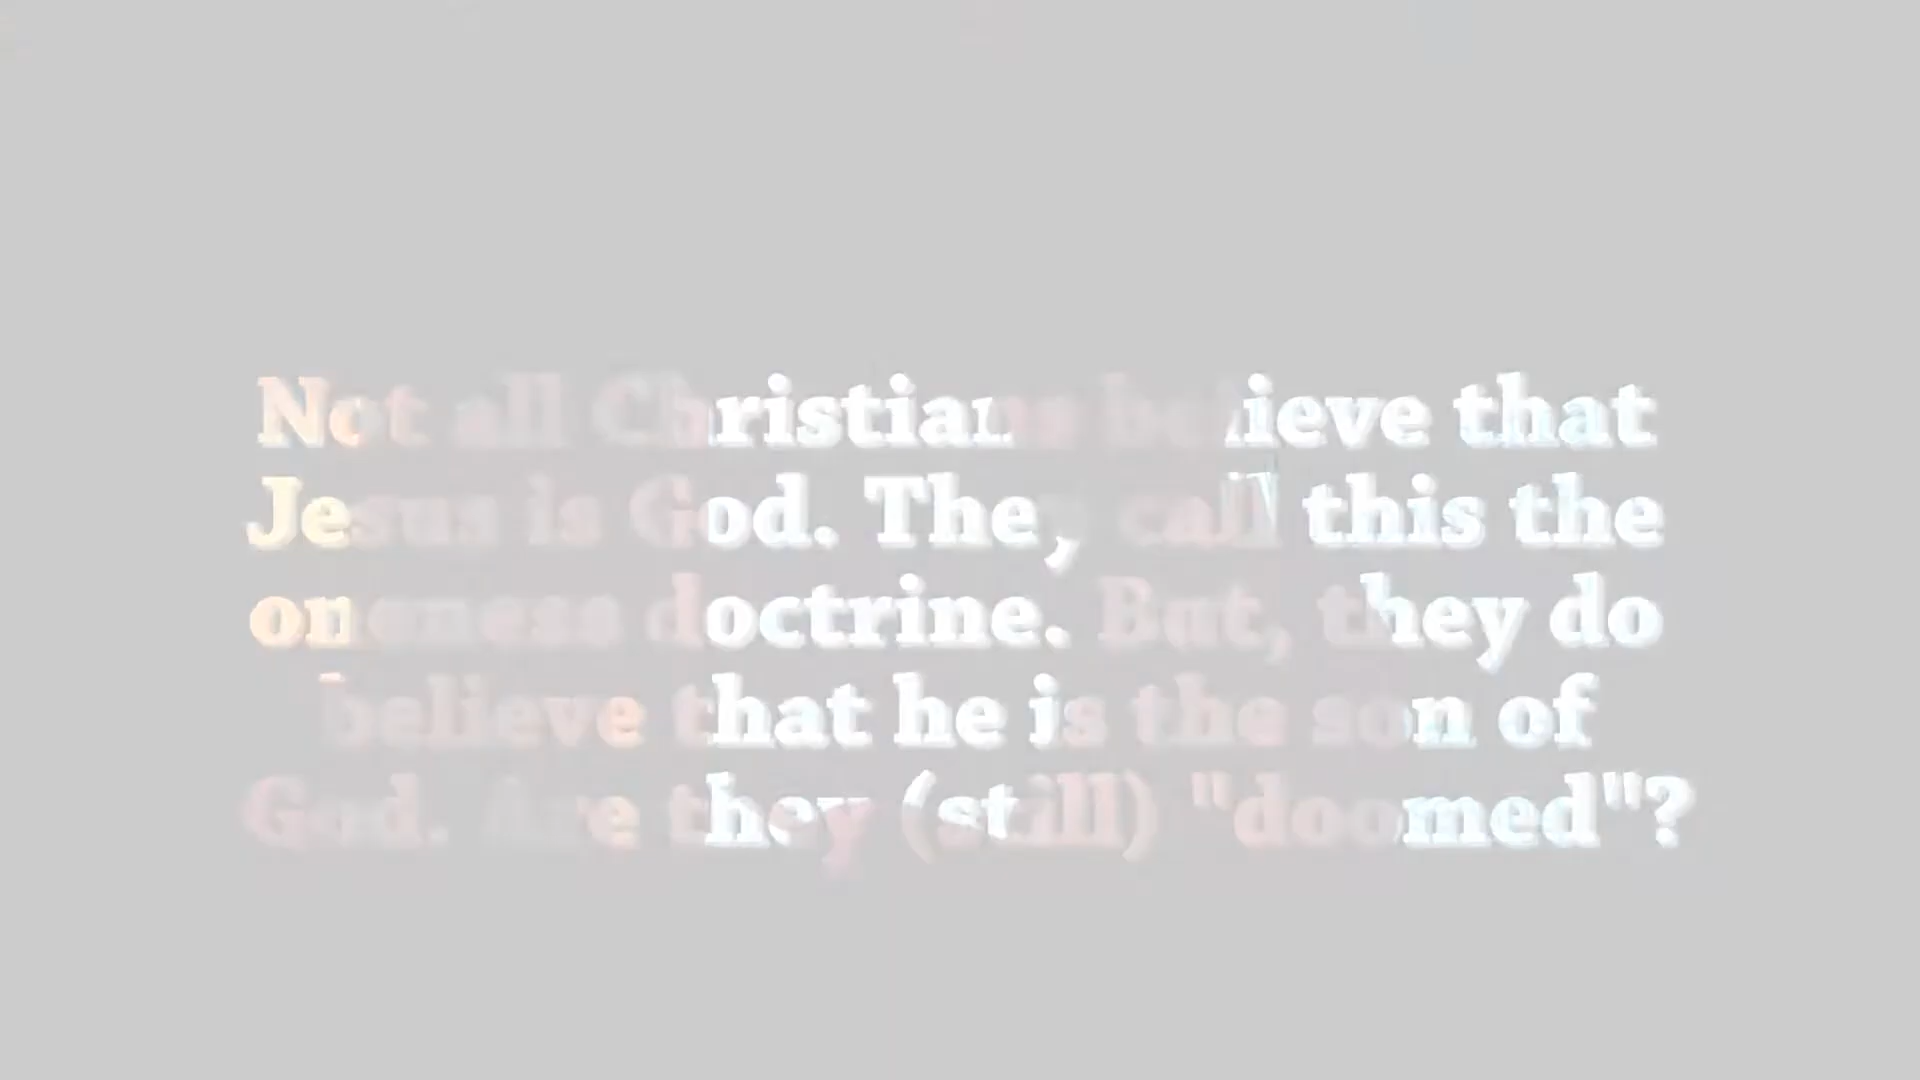 Not all Christians believe that
Jesus is God. They call this the
oneness doctrine. But, they do
believe that he is the son of
God. Are they (still) "doomed"?